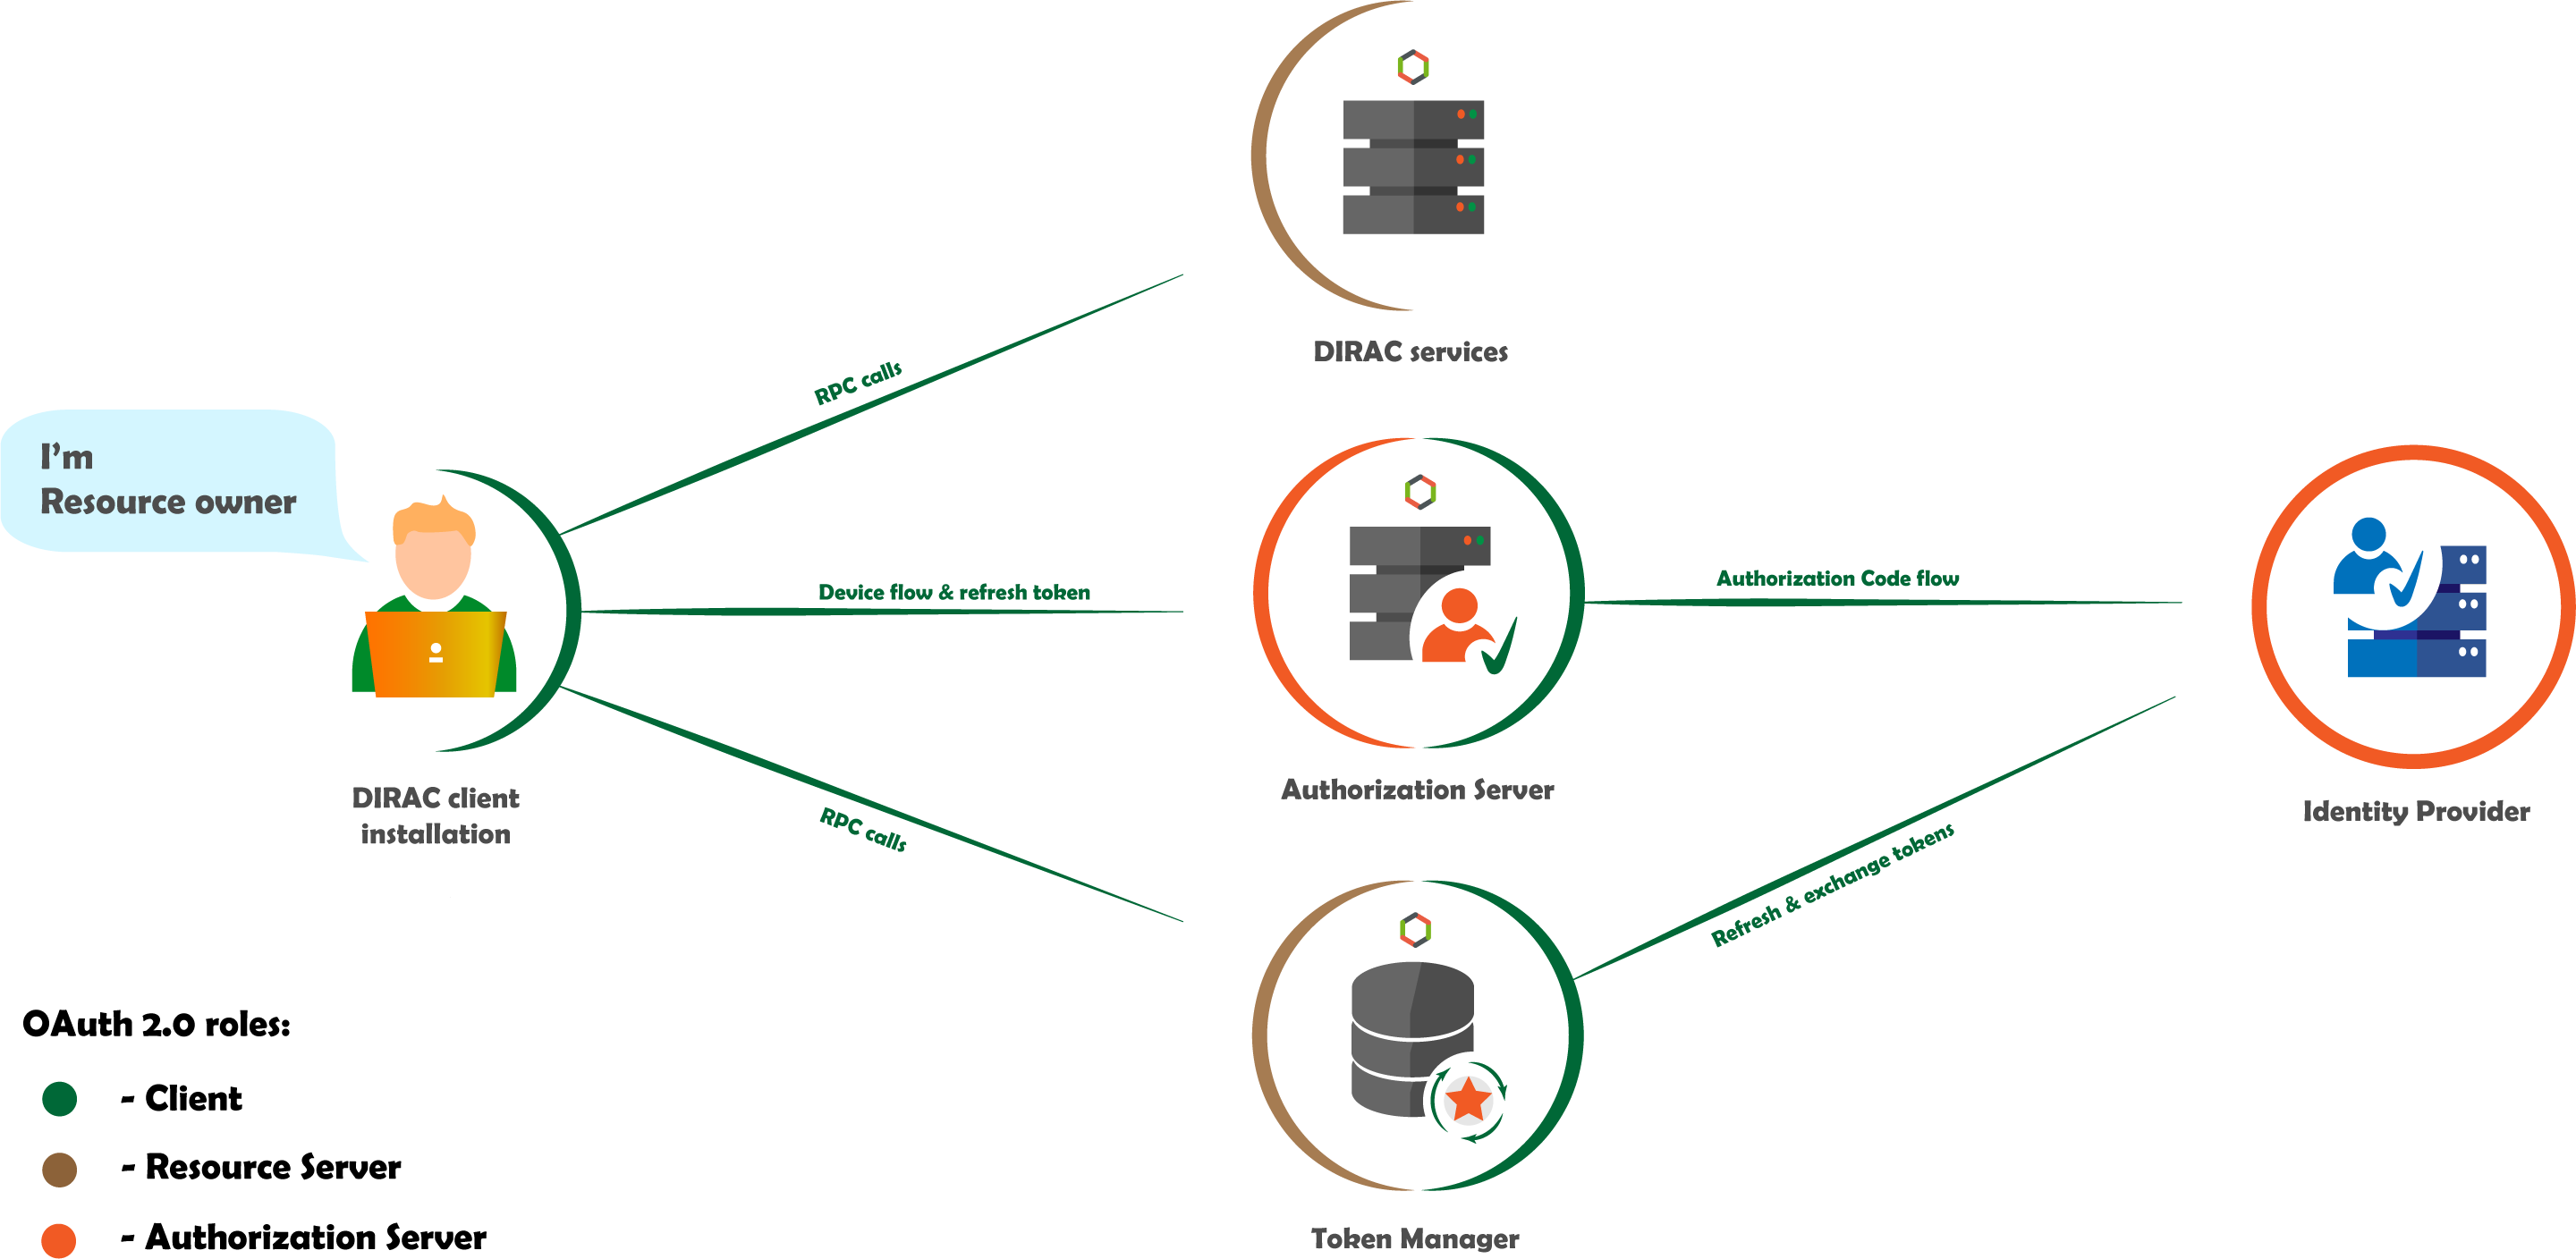 DIRAC services
RPC calls
I'm
Resource owner
Device flow & refresh token
Authorization Code flow
DIRAC client
installation
Authorization Server
Identity Provider
RPC calls
Refresh & exchange tokens
OAuth 2.0 roles:
- Client
- Resource Server
- Authorization Server
Token Manager